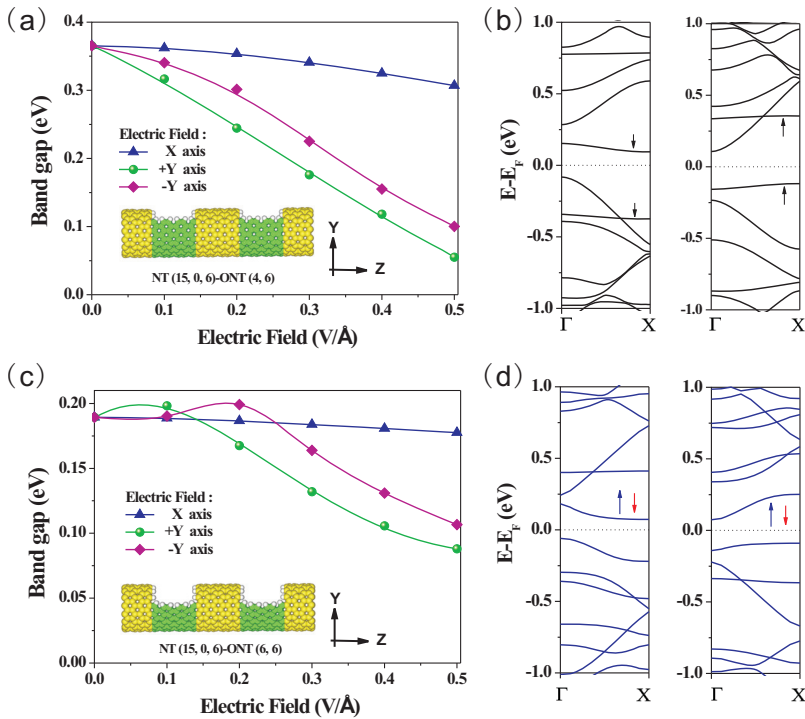 (a)
0.4
0.3
0.2
0.1
0.0
Band gap (eV)
Electric Field :
X axis
+Y axis
-Y axis
Y
Z
NT (15, 0, 6)-ONT (4, 6)
0.0 0.1 0.2 0.3 0.4 0.5
Electric Field (V/Å)
(b)
1.0
0.5
0.0
-0.5
-1.0
E-E_F (eV)
Γ X
1.0
0.5
0.0
-0.5
-1.0
Γ X
(c)
0.20
0.15
0.10
0.05
0.00
Band gap (eV)
Electric Field :
X axis
+Y axis
-Y axis
Y
Z
NT (15, 0, 6)-ONT (6, 6)
0.0 0.1 0.2 0.3 0.4 0.5
Electric Field (V/Å)
(d)
1.0
0.5
0.0
-0.5
-1.0
E-E_F (eV)
Γ X
1.0
0.5
0.0
-0.5
-1.0
Γ X